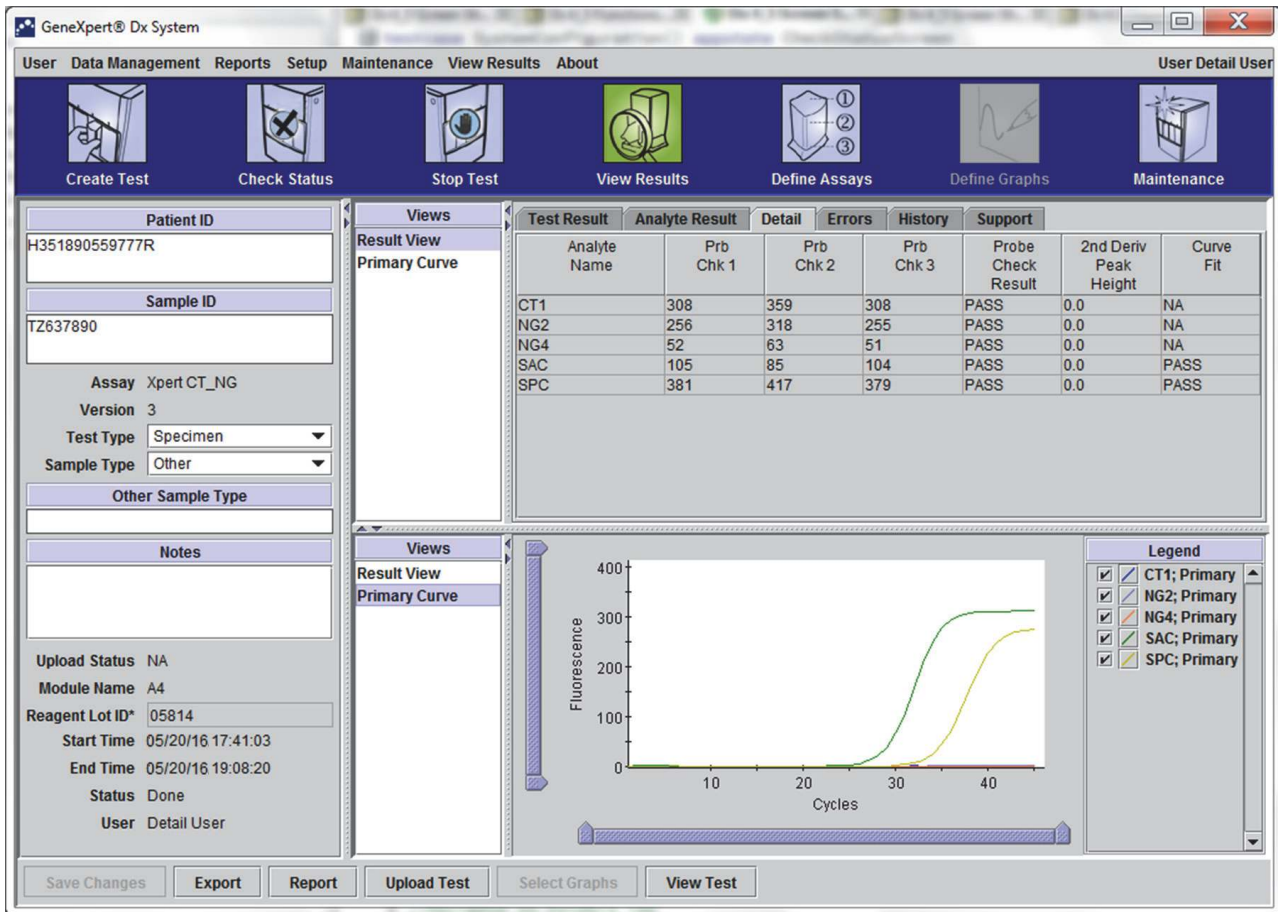 GeneXpert® Dx System
User Data Management Reports Setup Maintenance View Results About
User Detail User
Create Test
Check Status
Stop Test
① ② ③
View Results
Define Assays
Define Graphs
Maintenance
Patient ID
H351890559777R
Sample ID
TZ637890
Assay Xpert CT_NG
Version 3
Test Type Specimen
Sample Type Other
Other Sample Type
Notes
Upload Status NA
Module Name A4
Reagent Lot ID* 05814
Start Time 05/20/16 17:41:03
End Time 05/20/16 19:08:20
Status Done
User Detail User
Views
Result View
Primary Curve
Test Result Analyte Result Detail Errors History Support
Analyte Name Prb Chk 1 Prb Chk 2 Prb Chk 3 Probe Check Result 2nd Deriv Peak Height Curve Fit
CT1 308 359 308 PASS 0.0 NA
NG2 256 318 255 PASS 0.0 NA
NG4 52 63 51 PASS 0.0 NA
SAC 105 85 104 PASS 0.0 PASS
SPC 381 417 379 PASS 0.0 PASS
Views
Result View
Primary Curve
Fluorescence
400
300
200
100
0
10 20 30 40
Cycles
Legend
CT1; Primary
NG2; Primary
NG4; Primary
SAC; Primary
SPC; Primary
Save Changes Export Report Upload Test Select Graphs View Test